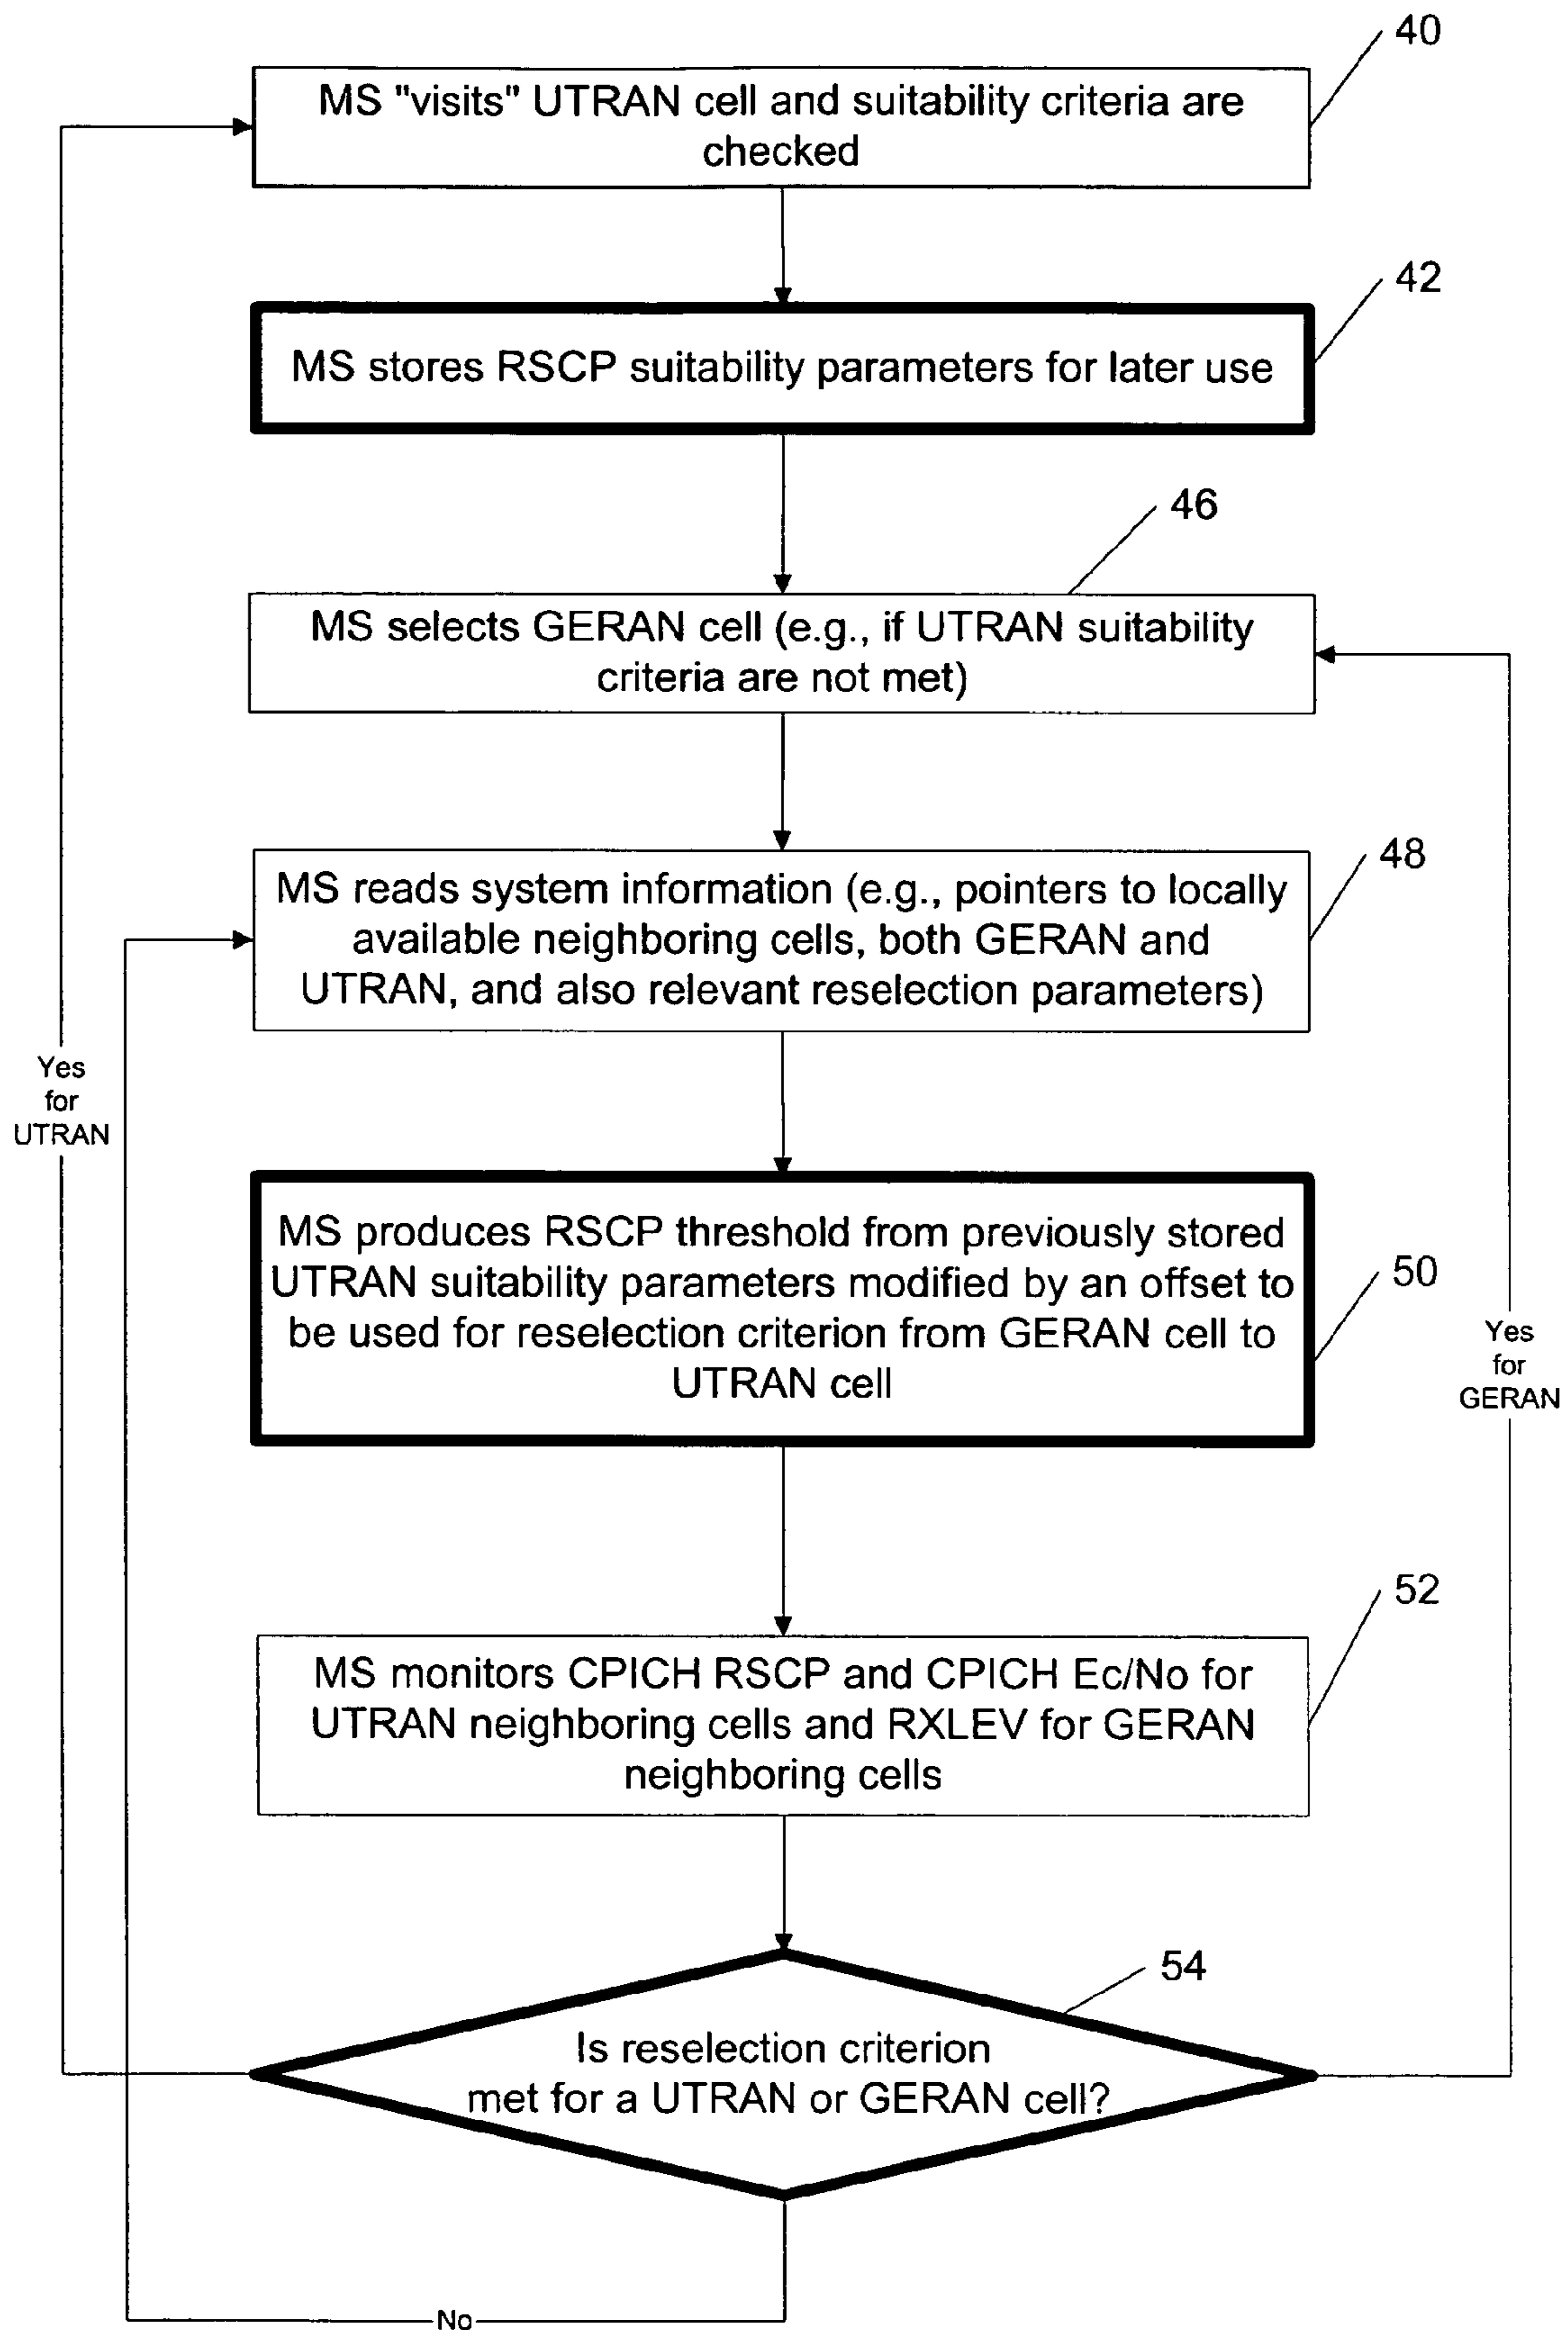 40
MS "visits" UTRAN cell and suitability criteria are
checked
42
MS stores RSCP suitability parameters for later use
46
MS selects GERAN cell (e.g., if UTRAN suitability
criteria are not met)
48
MS reads system information (e.g., pointers to locally
available neighboring cells, both GERAN and
UTRAN, and also relevant reselection parameters)
Yes
for
UTRAN
50
MS produces RSCP threshold from previously stored
UTRAN suitability parameters modified by an offset to
be used for reselection criterion from GERAN cell to
UTRAN cell
Yes
for
GERAN
52
MS monitors CPICH RSCP and CPICH Ec/No for
UTRAN neighboring cells and RXLEV for GERAN
neighboring cells
54
Is reselection criterion
met for a UTRAN or GERAN cell?
No